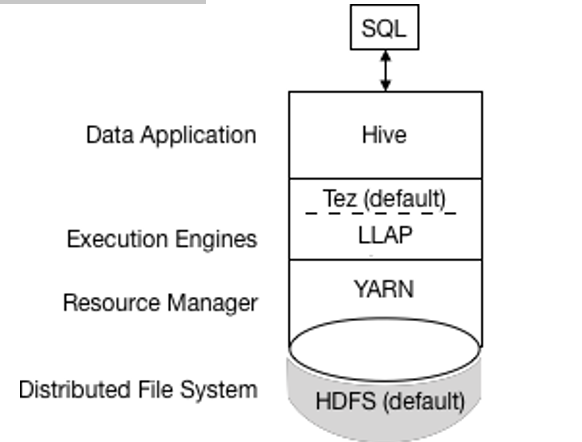 SQL
Data Application
Hive
Tez (default)
Execution Engines
LLAP
Resource Manager
YARN
Distributed File System
HDFS (default)